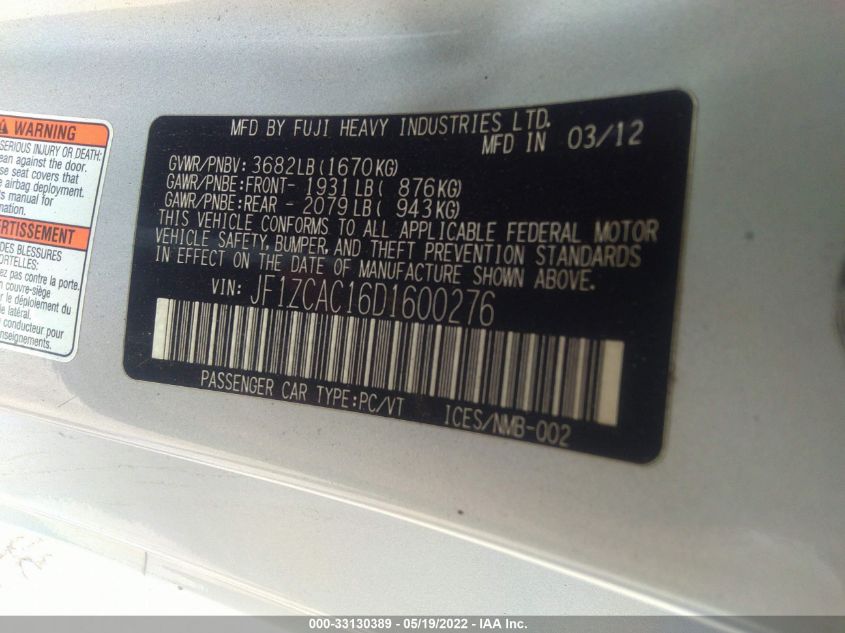 WARNING
SERIOUS INJURY OR DEATH:
ean against the door.
se seat covers that
e airbag deployment.
s manual for
mation.
ERTISSEMENT
DES BLESSURES
ORTELLES:
ez pas contre la porte.
en couvre-siège
her le déploiement
conducteur pour
enseignements.
MFD BY FUJI HEAVY INDUSTRIES LTD.
MFD IN 03/12
GVWR/PNBV: 3682LB(1670KG)
GAWR/PNBE:FRONT- 1931LB( 876KG)
GAWR/PNBE:REAR - 2079LB( 943KG)
THIS VEHICLE CONFORMS TO ALL APPLICABLE FEDERAL MOTOR
VEHICLE SAFETY, BUMPER, AND THEFT PREVENTION STANDARDS
IN EFFECT ON THE DATE OF MANUFACTURE SHOWN ABOVE.
VIN: JF1ZCAC16D1600276
PASSENGER CAR TYPE:PC/VT ICES/NMB-002
000-33130389 - 05/19/2022 - IAA Inc.